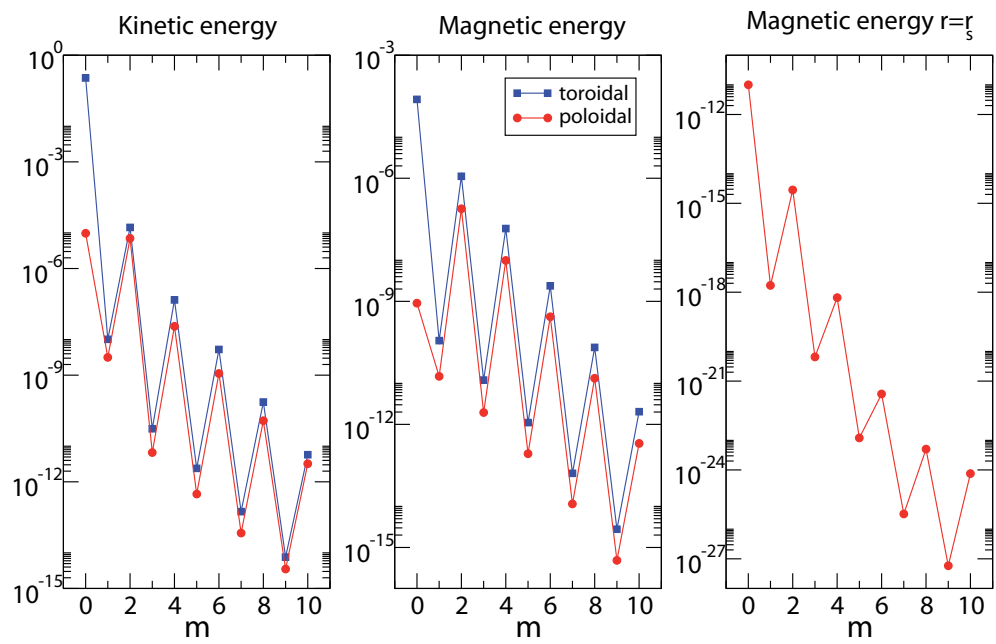 Kinetic energy
10^0
10^-3
10^-6
10^-9
10^-12
10^-15
0 2 4 6 8 10
m
Magnetic energy
10^-3
10^-6
10^-9
10^-12
10^-15
toroidal
poloidal
0 2 4 6 8 10
m
Magnetic energy r=r_s
10^-12
10^-15
10^-18
10^-21
10^-24
10^-27
0 2 4 6 8 10
m